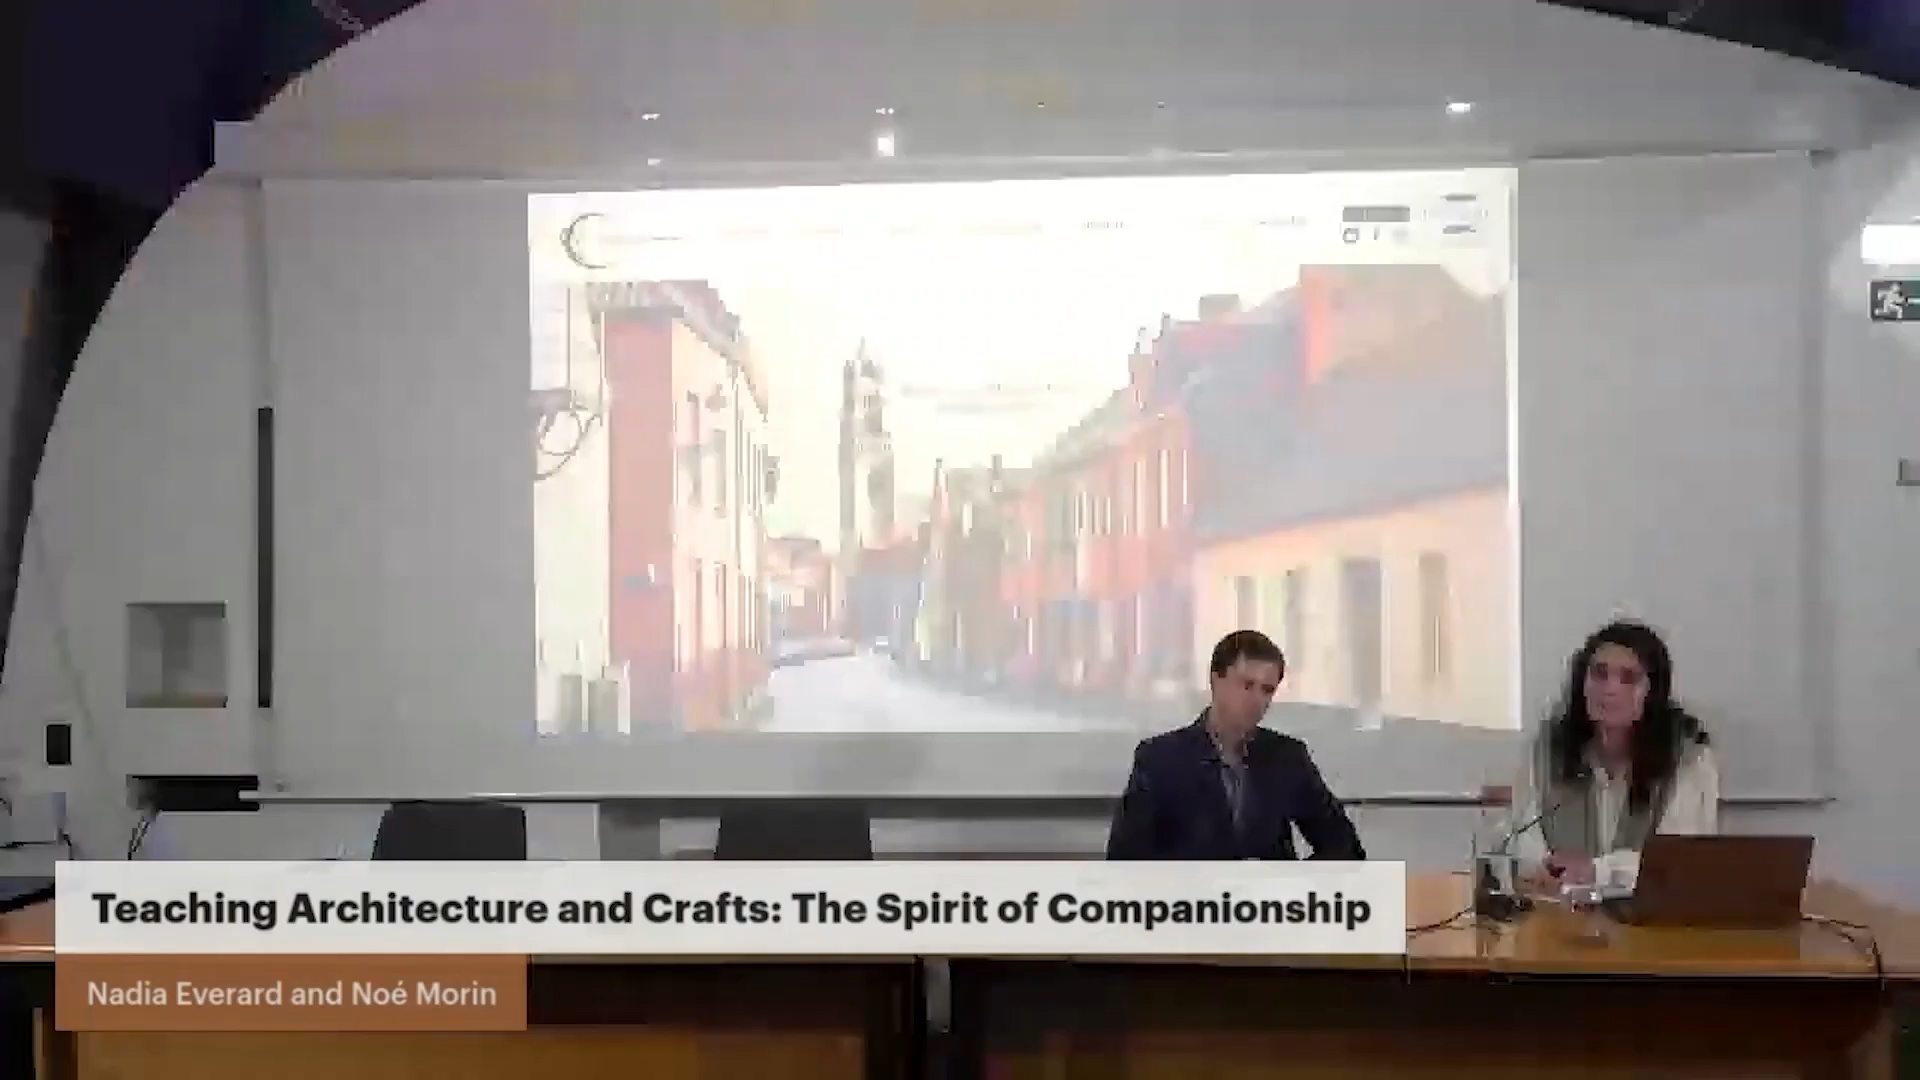 Teaching Architecture and Crafts: The Spirit of Companionship
Nadia Everard and Noé Morin